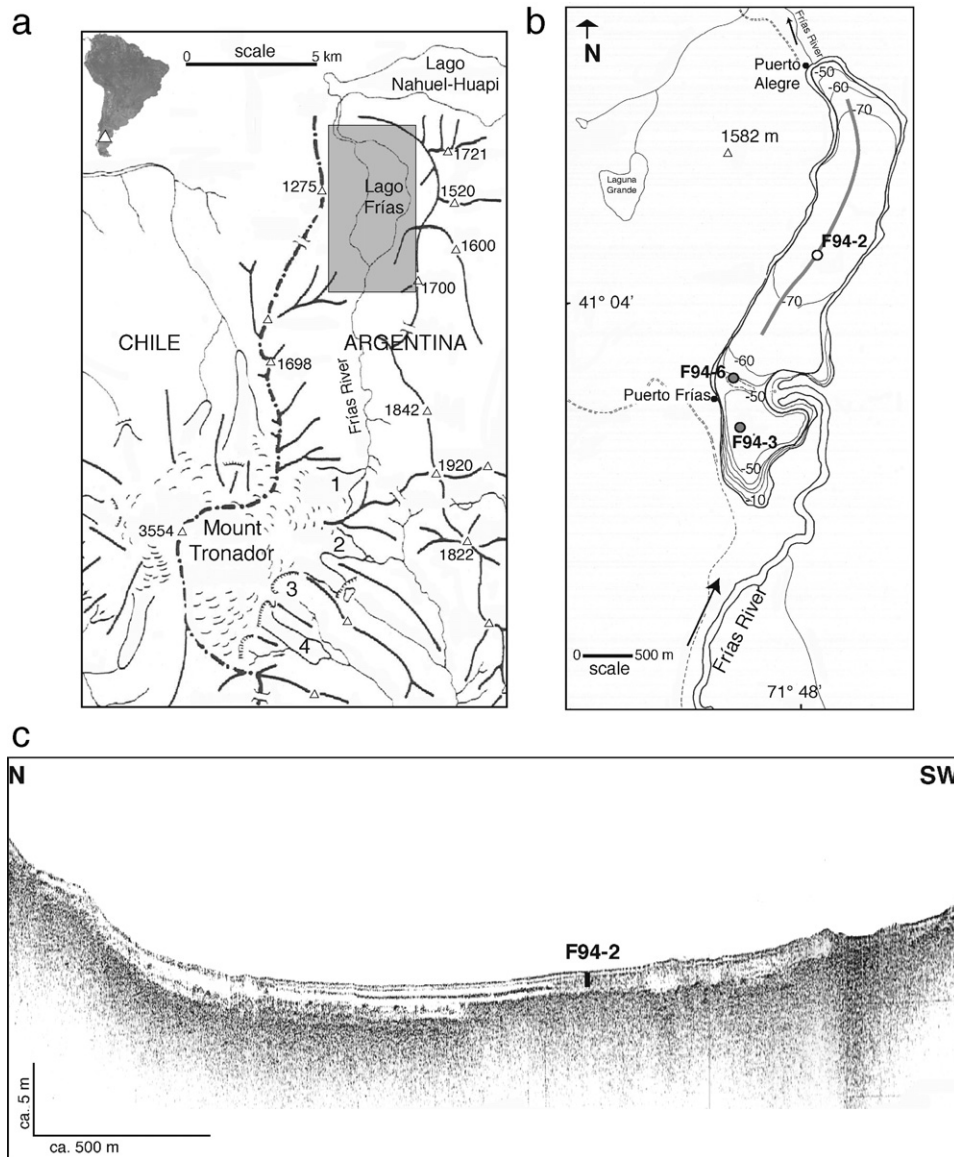 a
scale
0 5 km
Lago
Nahuel-Huapi
1721
1275
Lago
Frías
1520
1600
1700
CHILE
ARGENTINA
1698
Frías River
1842
1
1920
3554
Mount
Tronador
2
1822
3
4
b
N
Frías River
Puerto
Alegre
-50
-60
-70
1582 m
Laguna
Grande
F94-2
41° 04'
-70
-60
F94-6
-50
Puerto Frías
F94-3
-50
-10
Frías River
0 500 m
scale
71° 48'
c
N
SW
F94-2
ca. 5 m
ca. 500 m